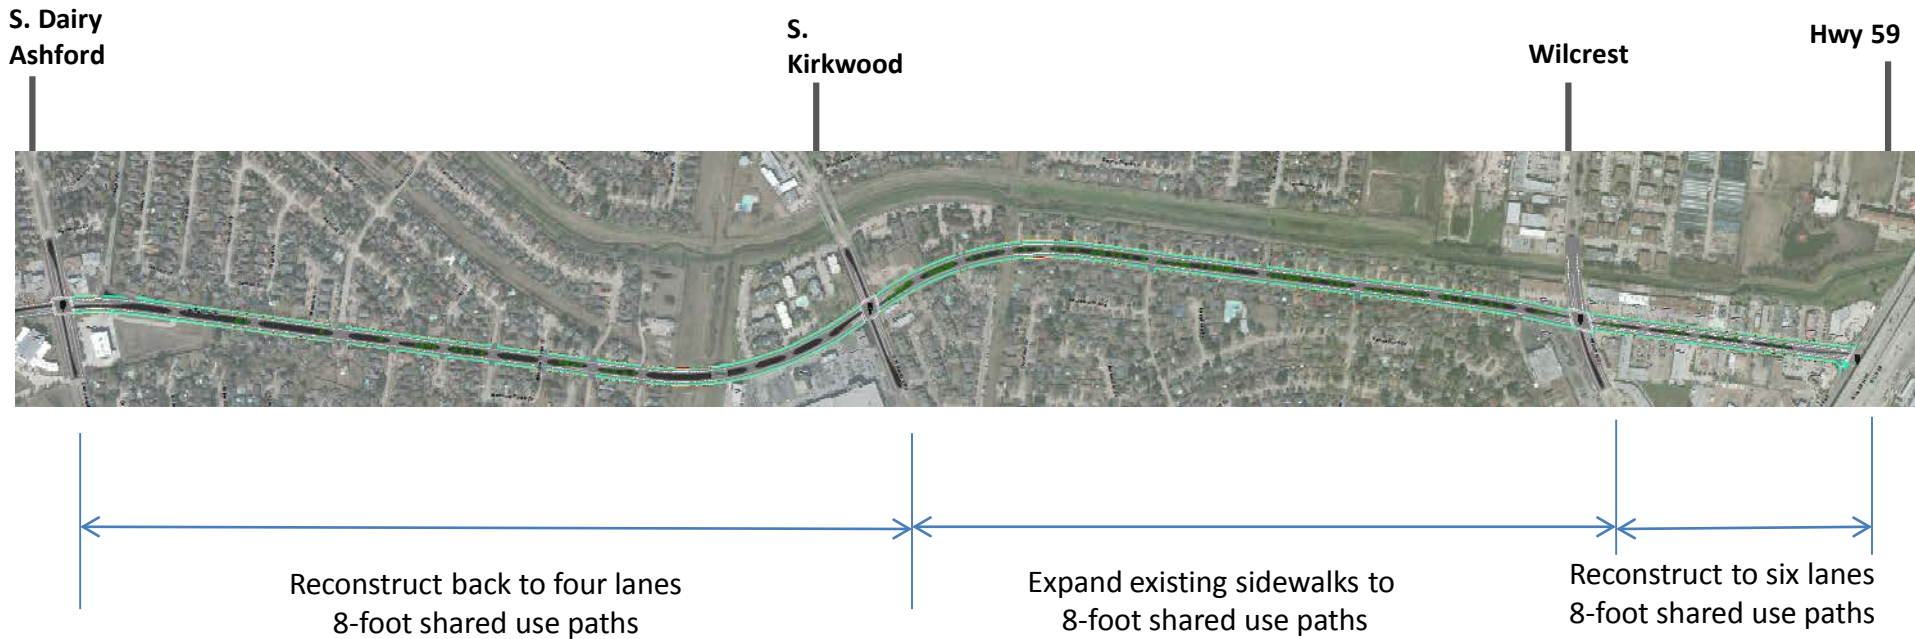 S. Dairy
Ashford
S.
Kirkwood
Wilcrest
Hwy 59
Reconstruct back to four lanes
8-foot shared use paths
Expand existing sidewalks to
8-foot shared use paths
Reconstruct to six lanes
8-foot shared use paths